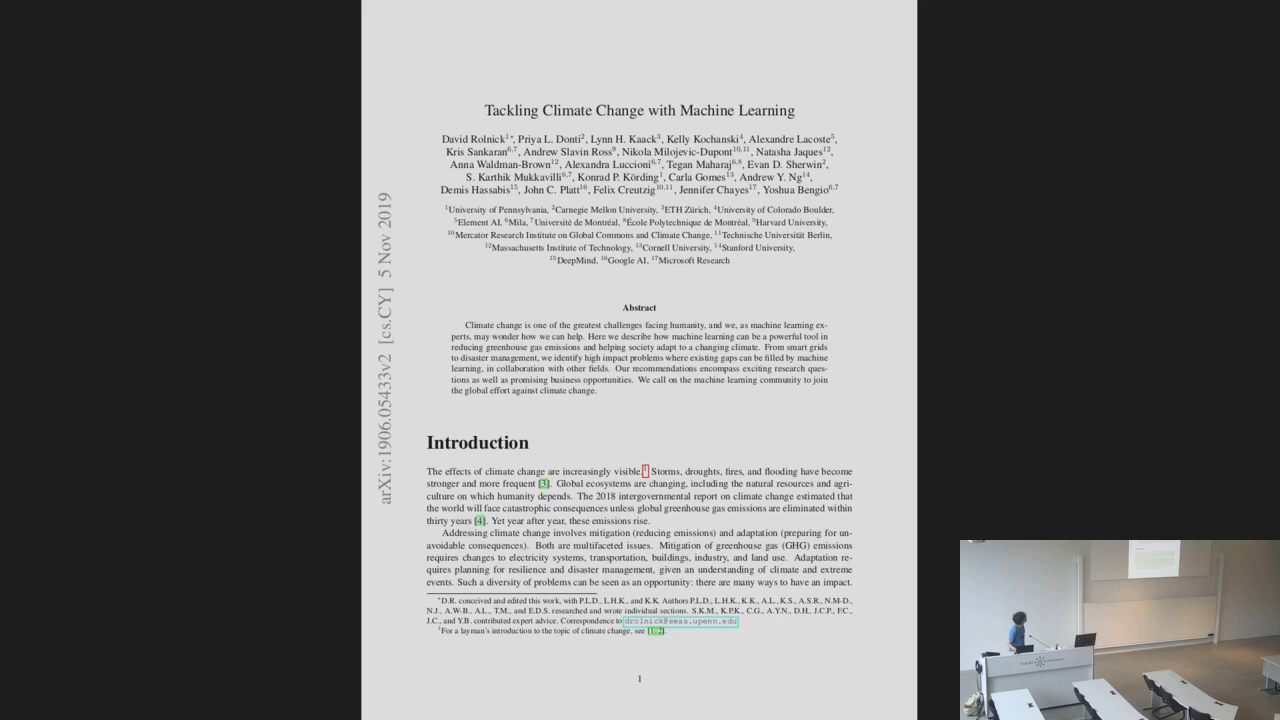 Tackling Climate Change with Machine Learning
David Rolnick1*, Priya L. Donti2, Lynn H. Kaack3, Kelly Kochanski4, Alexandre Lacoste5,
Kris Sankaran6,7, Andrew Slavin Ross9, Nikola Milojevic-Dupont10,11, Natasha Jaques12,
Anna Waldman-Brown12, Alexandra Luccioni6,7, Tegan Maharaj6,8, Evan D. Sherwin2,
S. Karthik Mukkavilli6,7, Konrad P. Körding1, Carla Gomes13, Andrew Y. Ng14,
Demis Hassabis15, John C. Platt16, Felix Creutzig10,11, Jennifer Chayes17, Yoshua Bengio6,7
1University of Pennsylvania, 2Carnegie Mellon University, 3ETH Zürich, 4University of Colorado Boulder,
5Element AI, 6Mila, 7Université de Montréal, 8École Polytechnique de Montréal, 9Harvard University,
10Mercator Research Institute on Global Commons and Climate Change, 11Technische Universität Berlin,
12Massachusetts Institute of Technology, 13Cornell University, 14Stanford University,
15DeepMind, 16Google AI, 17Microsoft Research
arXiv:1906.05433v2 [cs.CY] 5 Nov 2019
Abstract
Climate change is one of the greatest challenges facing humanity, and we, as machine learning ex-
perts, may wonder how we can help. Here we describe how machine learning can be a powerful tool in
reducing greenhouse gas emissions and helping society adapt to a changing climate. From smart grids
to disaster management, we identify high impact problems where existing gaps can be filled by machine
learning, in collaboration with other fields. Our recommendations encompass exciting research ques-
tions as well as promising business opportunities. We call on the machine learning community to join
the global effort against climate change.
Introduction
The effects of climate change are increasingly visible.1 Storms, droughts, fires, and flooding have become
stronger and more frequent [3]. Global ecosystems are changing, including the natural resources and agri-
culture on which humanity depends. The 2018 intergovernmental report on climate change estimated that
the world will face catastrophic consequences unless global greenhouse gas emissions are eliminated within
thirty years [4]. Yet year after year, these emissions rise.
Addressing climate change involves mitigation (reducing emissions) and adaptation (preparing for un-
avoidable consequences). Both are multifaceted issues. Mitigation of greenhouse gas (GHG) emissions
requires changes to electricity systems, transportation, buildings, industry, and land use. Adaptation re-
quires planning for resilience and disaster management, given an understanding of climate and extreme
events. Such a diversity of problems can be seen as an opportunity: there are many ways to have an impact.
*D.R. conceived and edited this work, with P.L.D., L.H.K., and K.K. Authors P.L.D., L.H.K., K.K., A.L., K.S., A.S.R., N.M-D.,
N.J., A.W-B., A.L., T.M., and E.D.S. researched and wrote individual sections. S.K.M., K.P.K., C.G., A.Y.N., D.H., J.C.P., F.C.,
J.C., and Y.B. contributed expert advice. Correspondence to drolnick@seas.upenn.edu.
1For a layman's introduction to the topic of climate change, see [1, 2].
1